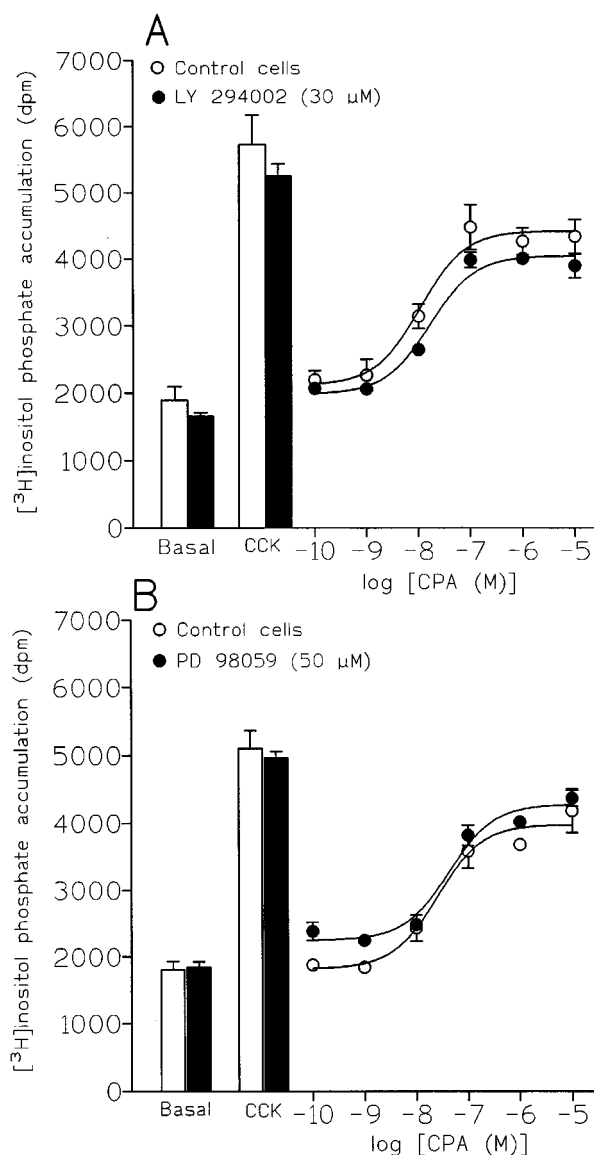 A
[³H]inositol phosphate accumulation (dpm)
7000
6000
5000
4000
3000
2000
1000
0
Control cells
LY 294002 (30 μM)
Basal CCK -10 -9 -8 -7 -6 -5
log [CPA (M)]
B
[³H]inositol phosphate accumulation (dpm)
7000
6000
5000
4000
3000
2000
1000
0
Control cells
PD 98059 (50 μM)
Basal CCK -10 -9 -8 -7 -6 -5
log [CPA (M)]